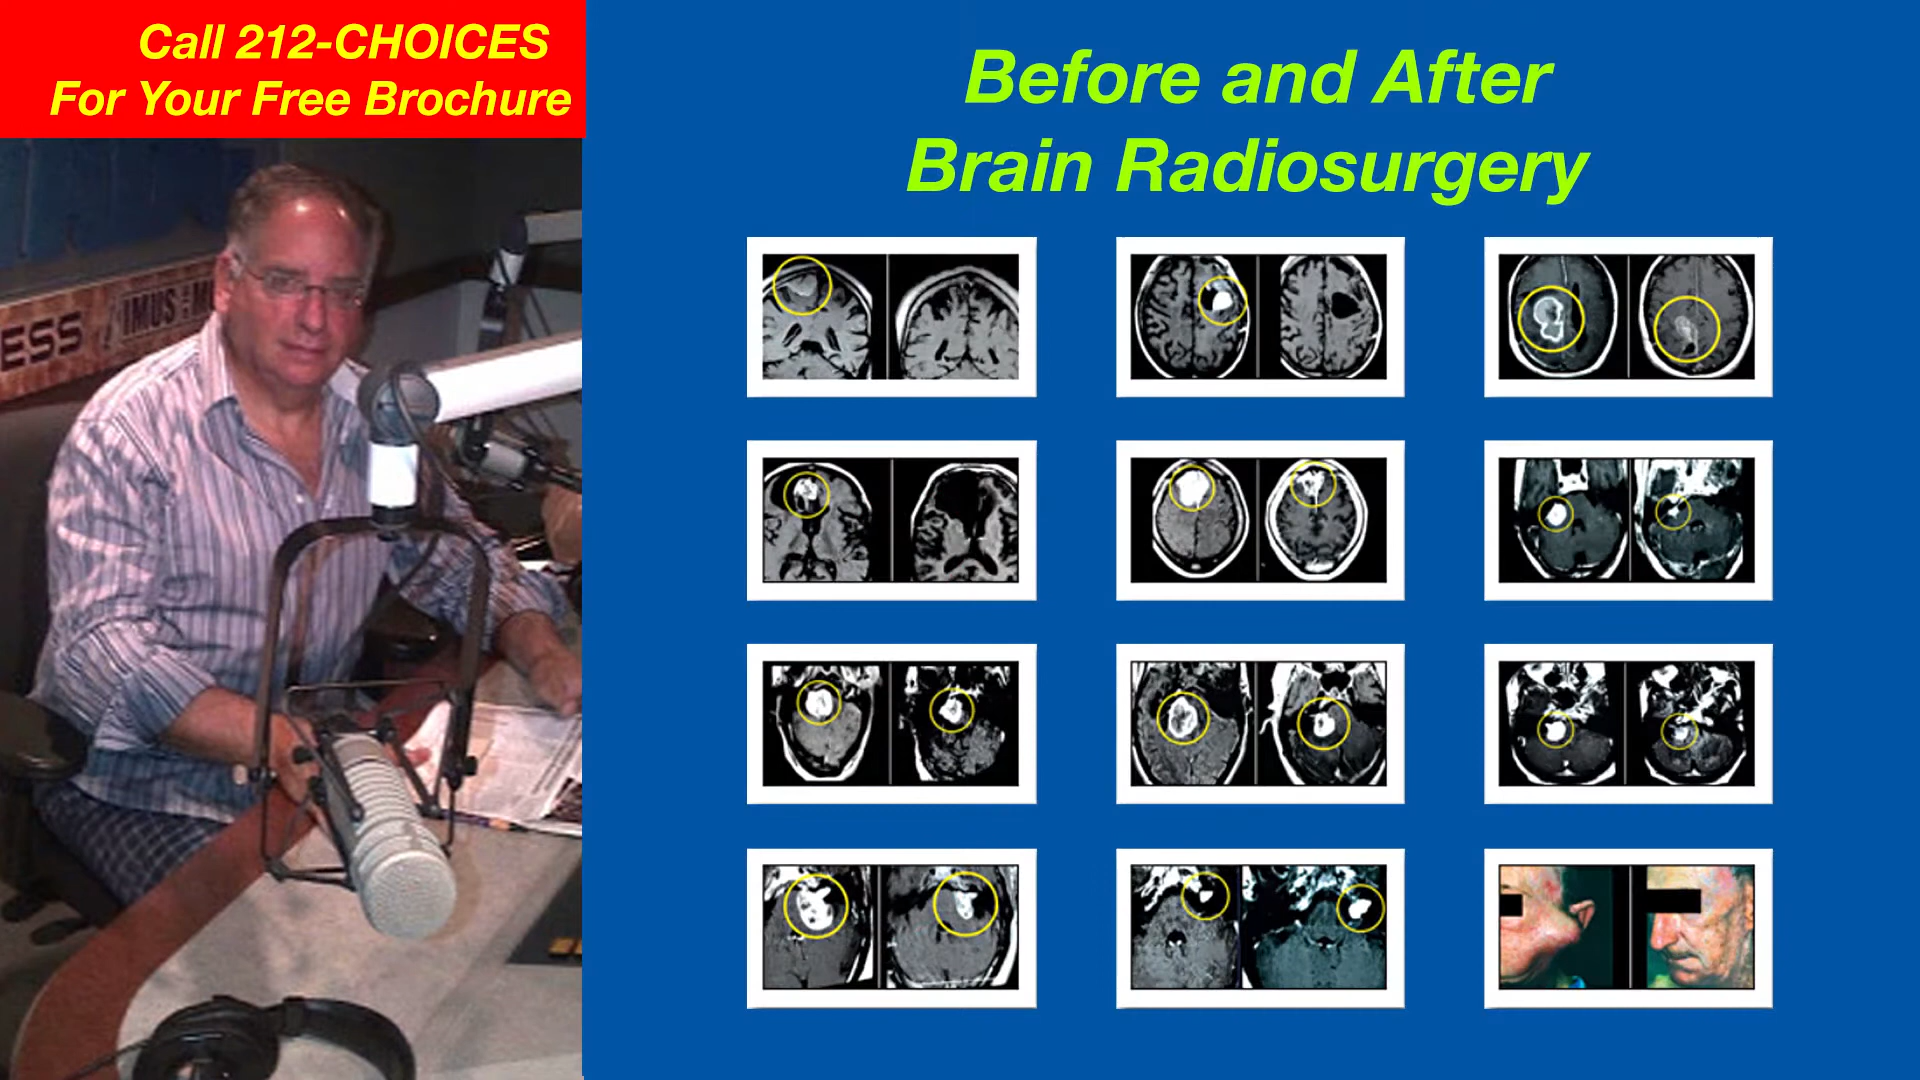 Call 212-CHOICES
For Your Free Brochure
Before and After
Brain Radiosurgery
ESS
IMUS